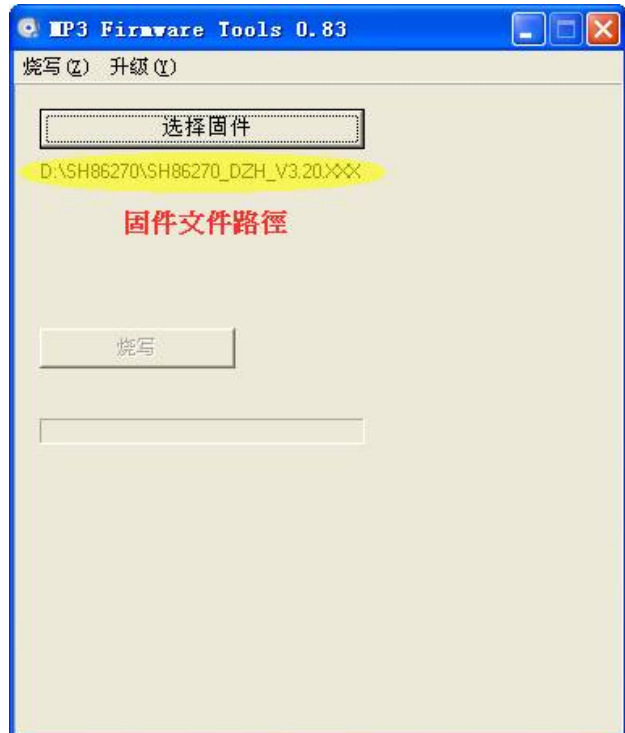 MP3 Firmware Tools 0.83
烧写(Z) 升级(Y)
选择固件
D:\SH86270\SH86270_DZH_V3.20.XXX
固件文件路徑
烧写